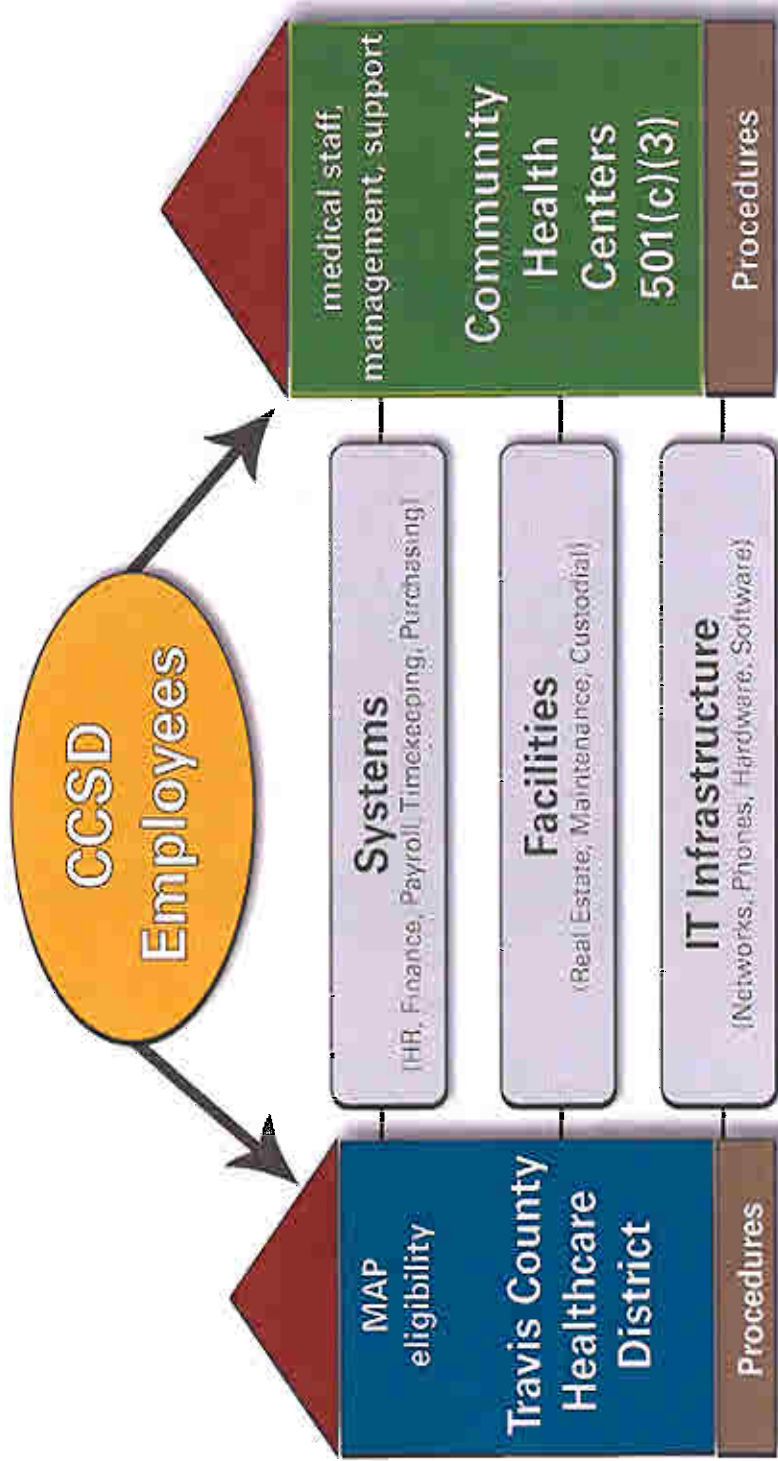 CCSD
Employees
MAP
eligibility
Travis County
Healthcare
District
Procedures
Systems
(HR, Finance, Payroll, Timekeeping, Purchasing)
Facilities
(Real Estate, Maintenance, Custodial)
IT Infrastructure
(Networks, Phones, Hardware, Software)
medical staff,
management, support
Community
Health
Centers
501(c)(3)
Procedures